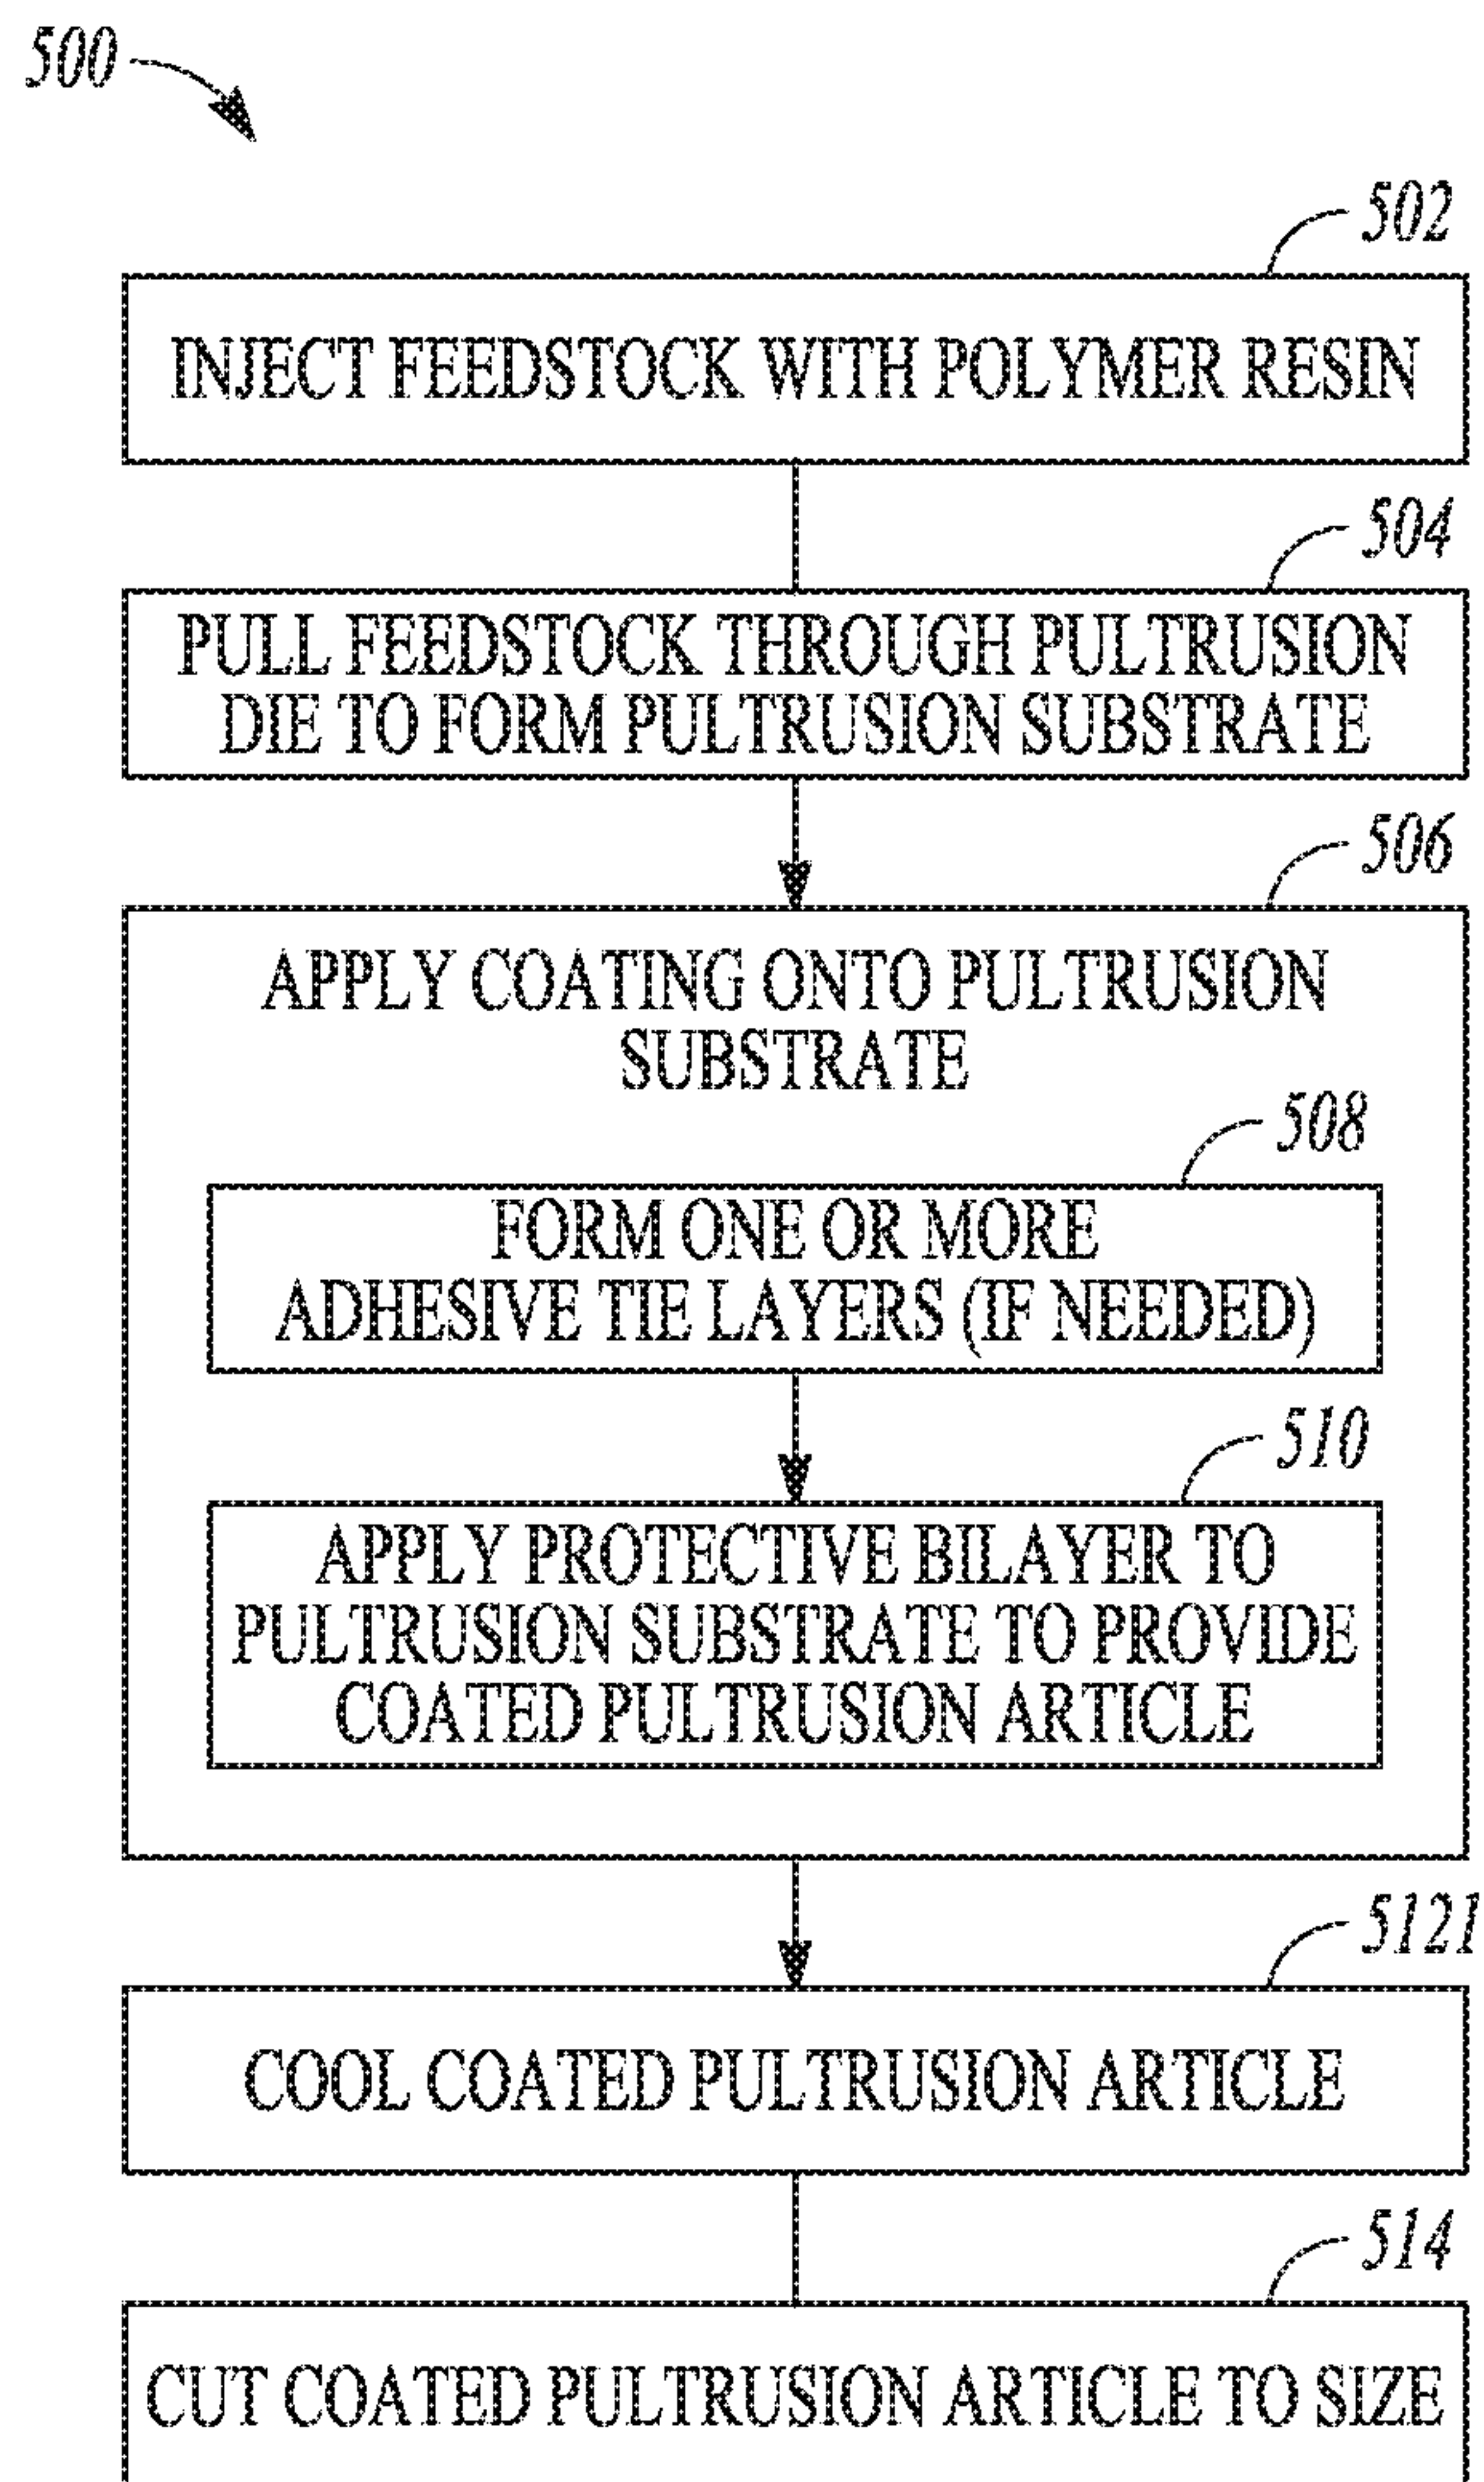 500
502
INJECT FEEDSTOCK WITH POLYMER RESIN
504
PULL FEEDSTOCK THROUGH PULTRUSION
DIE TO FORM PULTRUSION SUBSTRATE
506
APPLY COATING ONTO PULTRUSION
SUBSTRATE
508
FORM ONE OR MORE
ADHESIVE TIE LAYERS (IF NEEDED)
510
APPLY PROTECTIVE BILAYER TO
PULTRUSION SUBSTRATE TO PROVIDE
COATED PULTRUSION ARTICLE
5121
COOL COATED PULTRUSION ARTICLE
514
CUT COATED PULTRUSION ARTICLE TO SIZE